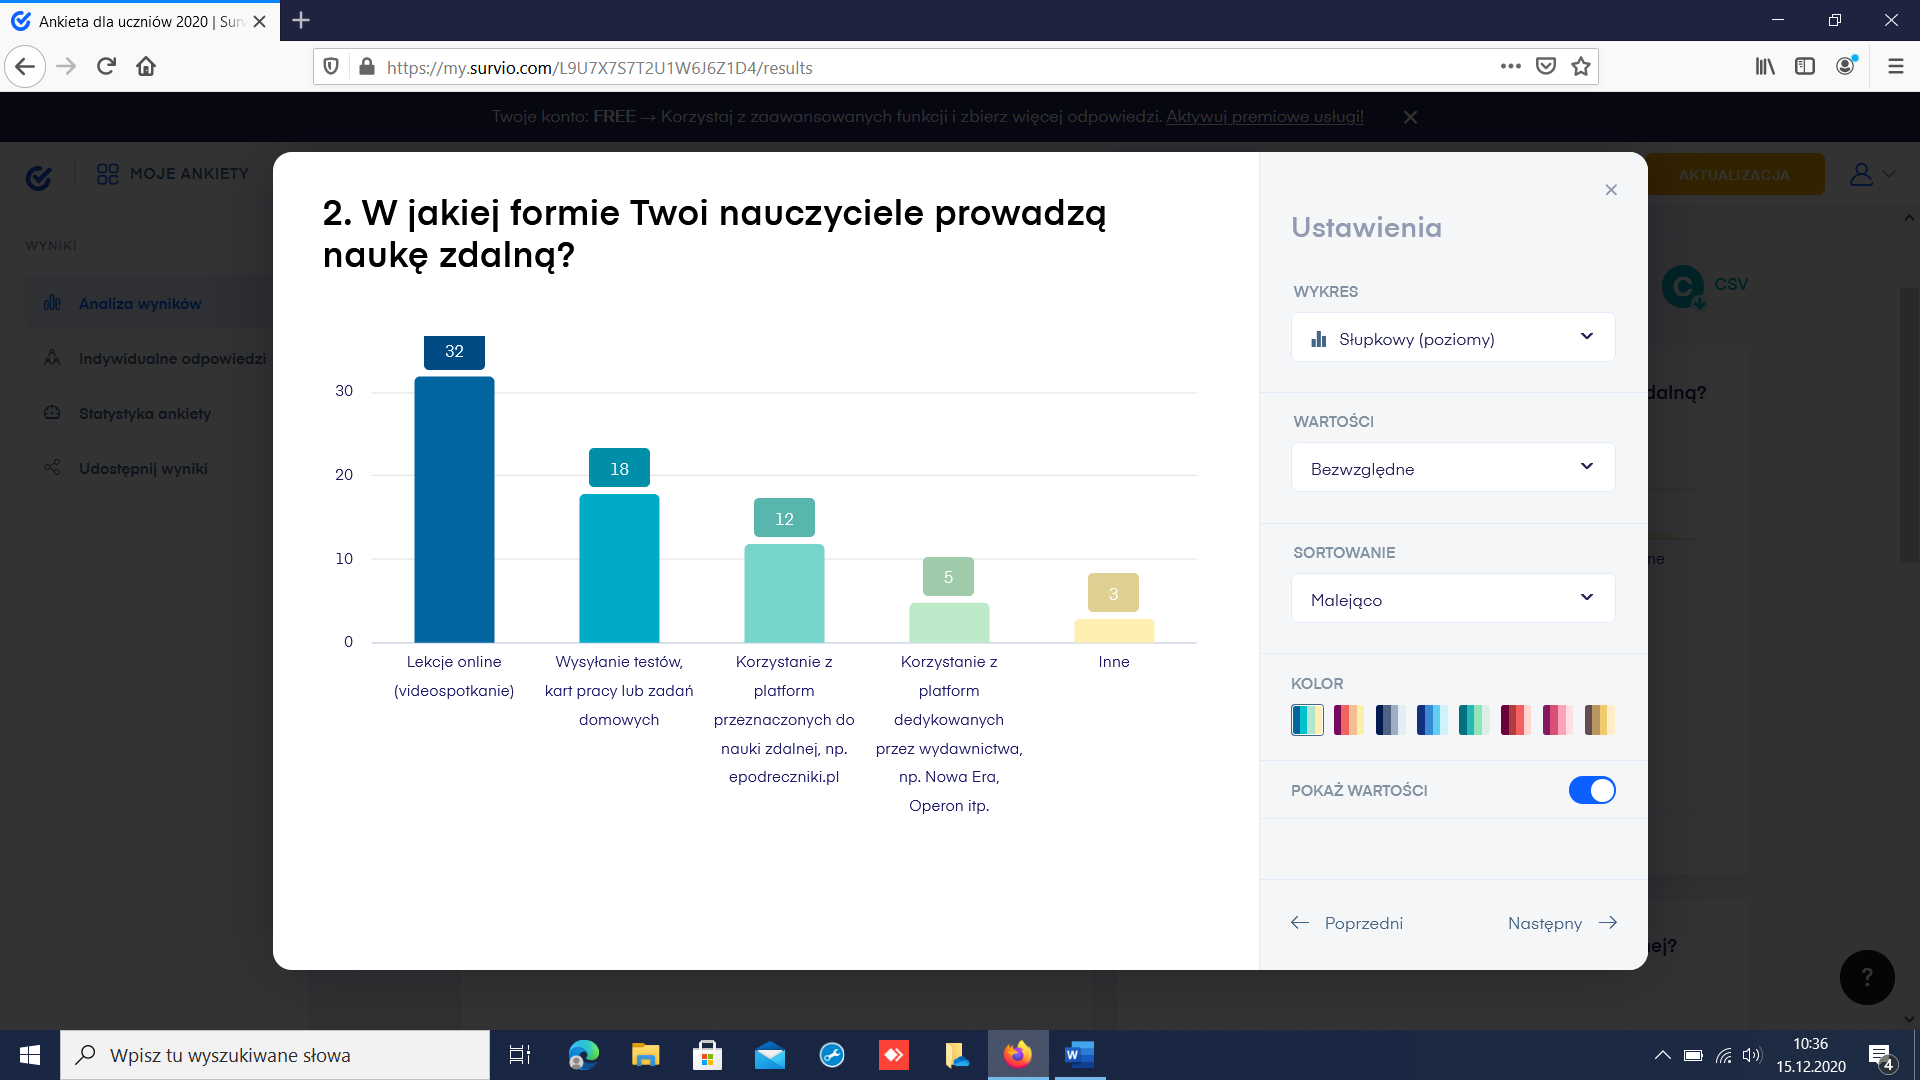 Ankieta dla uczniów 2020 | Surv
https://my.survio.com/L9U7X7S7T2U1W6J6Z1D4/results
Twoje konto: FREE → Korzystaj z zaawansowanych funkcji i zbierz więcej odpowiedzi. Aktywuj premiowe usługi!
MOJE ANKIETY
AKTUALIZACJA
WYNIKI
Analiza wyników
Indywidualne odpowiedzi
Statystyka ankiety
Udostępnij wyniki
CSV
dalną?
ne
nej?
2. W jakiej formie Twoi nauczyciele prowadzą
naukę zdalną?
32
30
18
20
12
10
5
3
0
Lekcje online
(videospotkanie)
Wysyłanie testów,
kart pracy lub zadań
domowych
Korzystanie z
platform
przeznaczonych do
nauki zdalnej, np.
epodreczniki.pl
Korzystanie z
platform
dedykowanych
przez wydawnictwa,
np. Nowa Era,
Operon itp.
Inne
Ustawienia
WYKRES
Słupkowy (poziomy)
WARTOŚCI
Bezwzględne
SORTOWANIE
Malejąco
KOLOR
POKAŻ WARTOŚCI
Poprzedni
Następny
?
Wpisz tu wyszukiwane słowa
10:36
15.12.2020
4